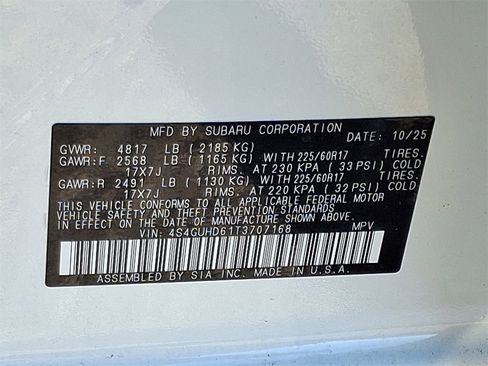 MFD BY SUBARU CORPORATION
DATE: 10/25
GVWR: 4817 LB ( 2185 KG)
GAWR:F 2568 LB ( 1165 KG) WITH 225/60R17 TIRES.
17X7J RIMS. AT 230 KPA ( 33 PSI) COLD
GAWR:R 2491 LB ( 1130 KG) WITH 225/60R17 TIRES.
17X7J RIMS. AT 220 KPA ( 32 PSI) COLD
THIS VEHICLE CONFORMS TO ALL APPLICABLE FEDERAL MOTOR
VEHICLE SAFETY AND THEFT PREVENTION STANDARDS
IN EFFECT ON THE DATE OF MANUFACTURE SHOWN ABOVE.
VIN: 4S4GUHD61T3707168 MPV
ASSEMBLED BY SIA INC. MADE IN U.S.A.